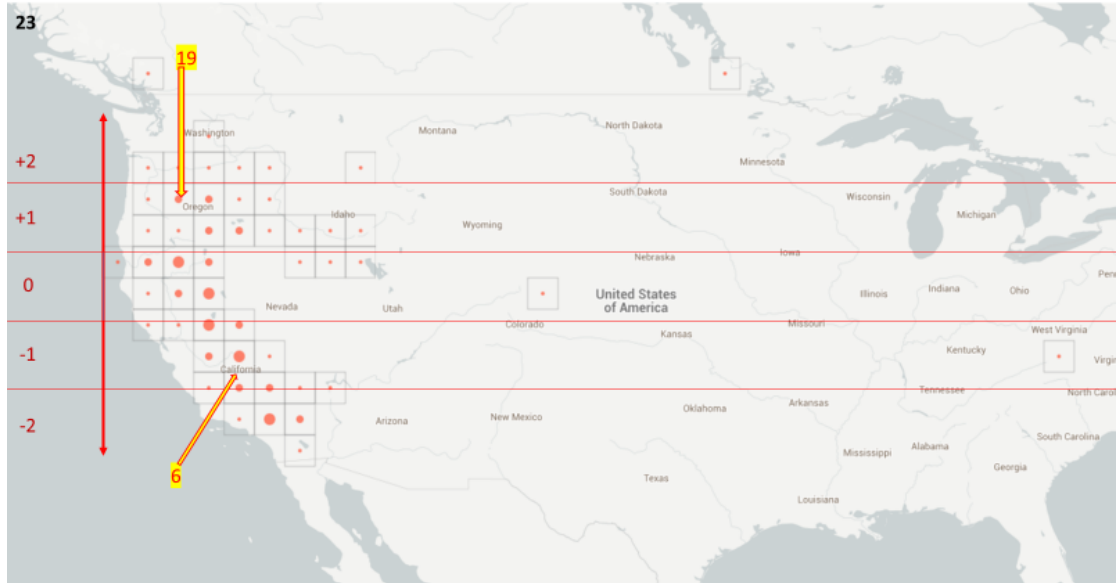 23
19
Washington
Montana
North Dakota
+2
Minnesota
South Dakota
Wisconsin
Oregon
Idaho
Michigan
+1
Wyoming
Iowa
Nebraska
0
Penn
Nevada
Utah
United States
of America
Illinois
Indiana
Ohio
Colorado
Kansas
Missouri
West Virginia
-1
Kentucky
Virgin
California
Tennessee
North Carol
Arkansas
Oklahoma
New Mexico
Arizona
-2
South Carolina
Alabama
Mississippi
Georgia
6
Texas
Louisiana